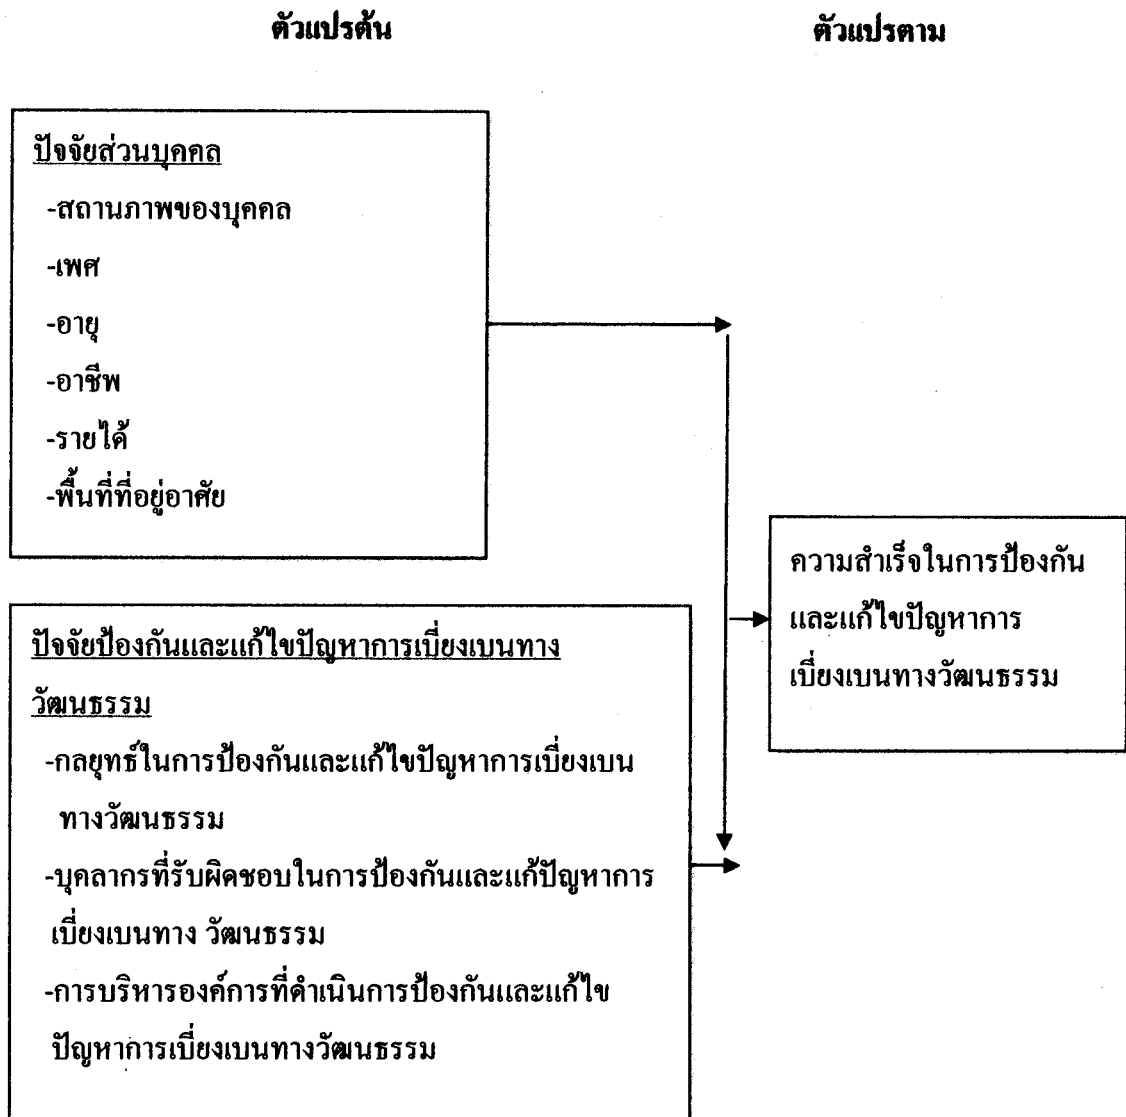 ตัวแปรต้น
ตัวแปรตาม
ปัจจัยส่วนบุคคล
-สถานภาพของบุคคล
-เพศ
-อายุ
-อาชีพ
-รายได้
-พื้นที่ที่อยู่อาศัย
ปัจจัยป้องกันและแก้ไขปัญหาการเบี่ยงเบนทาง
วัฒนธรรม
-กลยุทธ์ในการป้องกันและแก้ไขปัญหาการเบี่ยงเบน
ทางวัฒนธรรม
-บุคลากรที่รับผิดชอบในการป้องกันและแก้ปัญหาการ
เบี่ยงเบนทาง วัฒนธรรม
-การบริหารองค์การที่ดำเนินการป้องกันและแก้ไข
ปัญหาการเบี่ยงเบนทางวัฒนธรรม
ความสำเร็จในการป้องกัน
และแก้ไขปัญหาการ
เบี่ยงเบนทางวัฒนธรรม